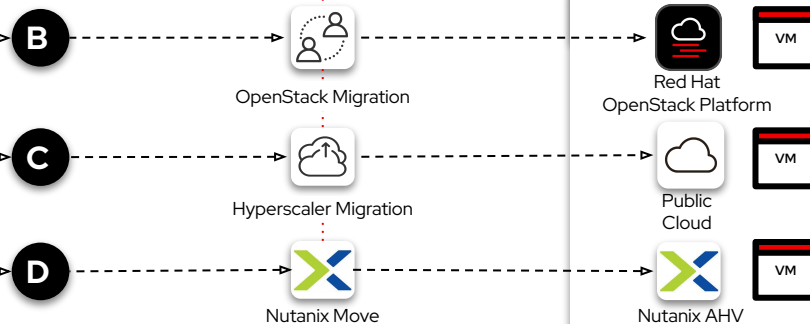 B
OpenStack Migration
Red Hat
OpenStack Platform
VM
C
Hyperscaler Migration
Public
Cloud
VM
D
Nutanix Move
Nutanix AHV
VM